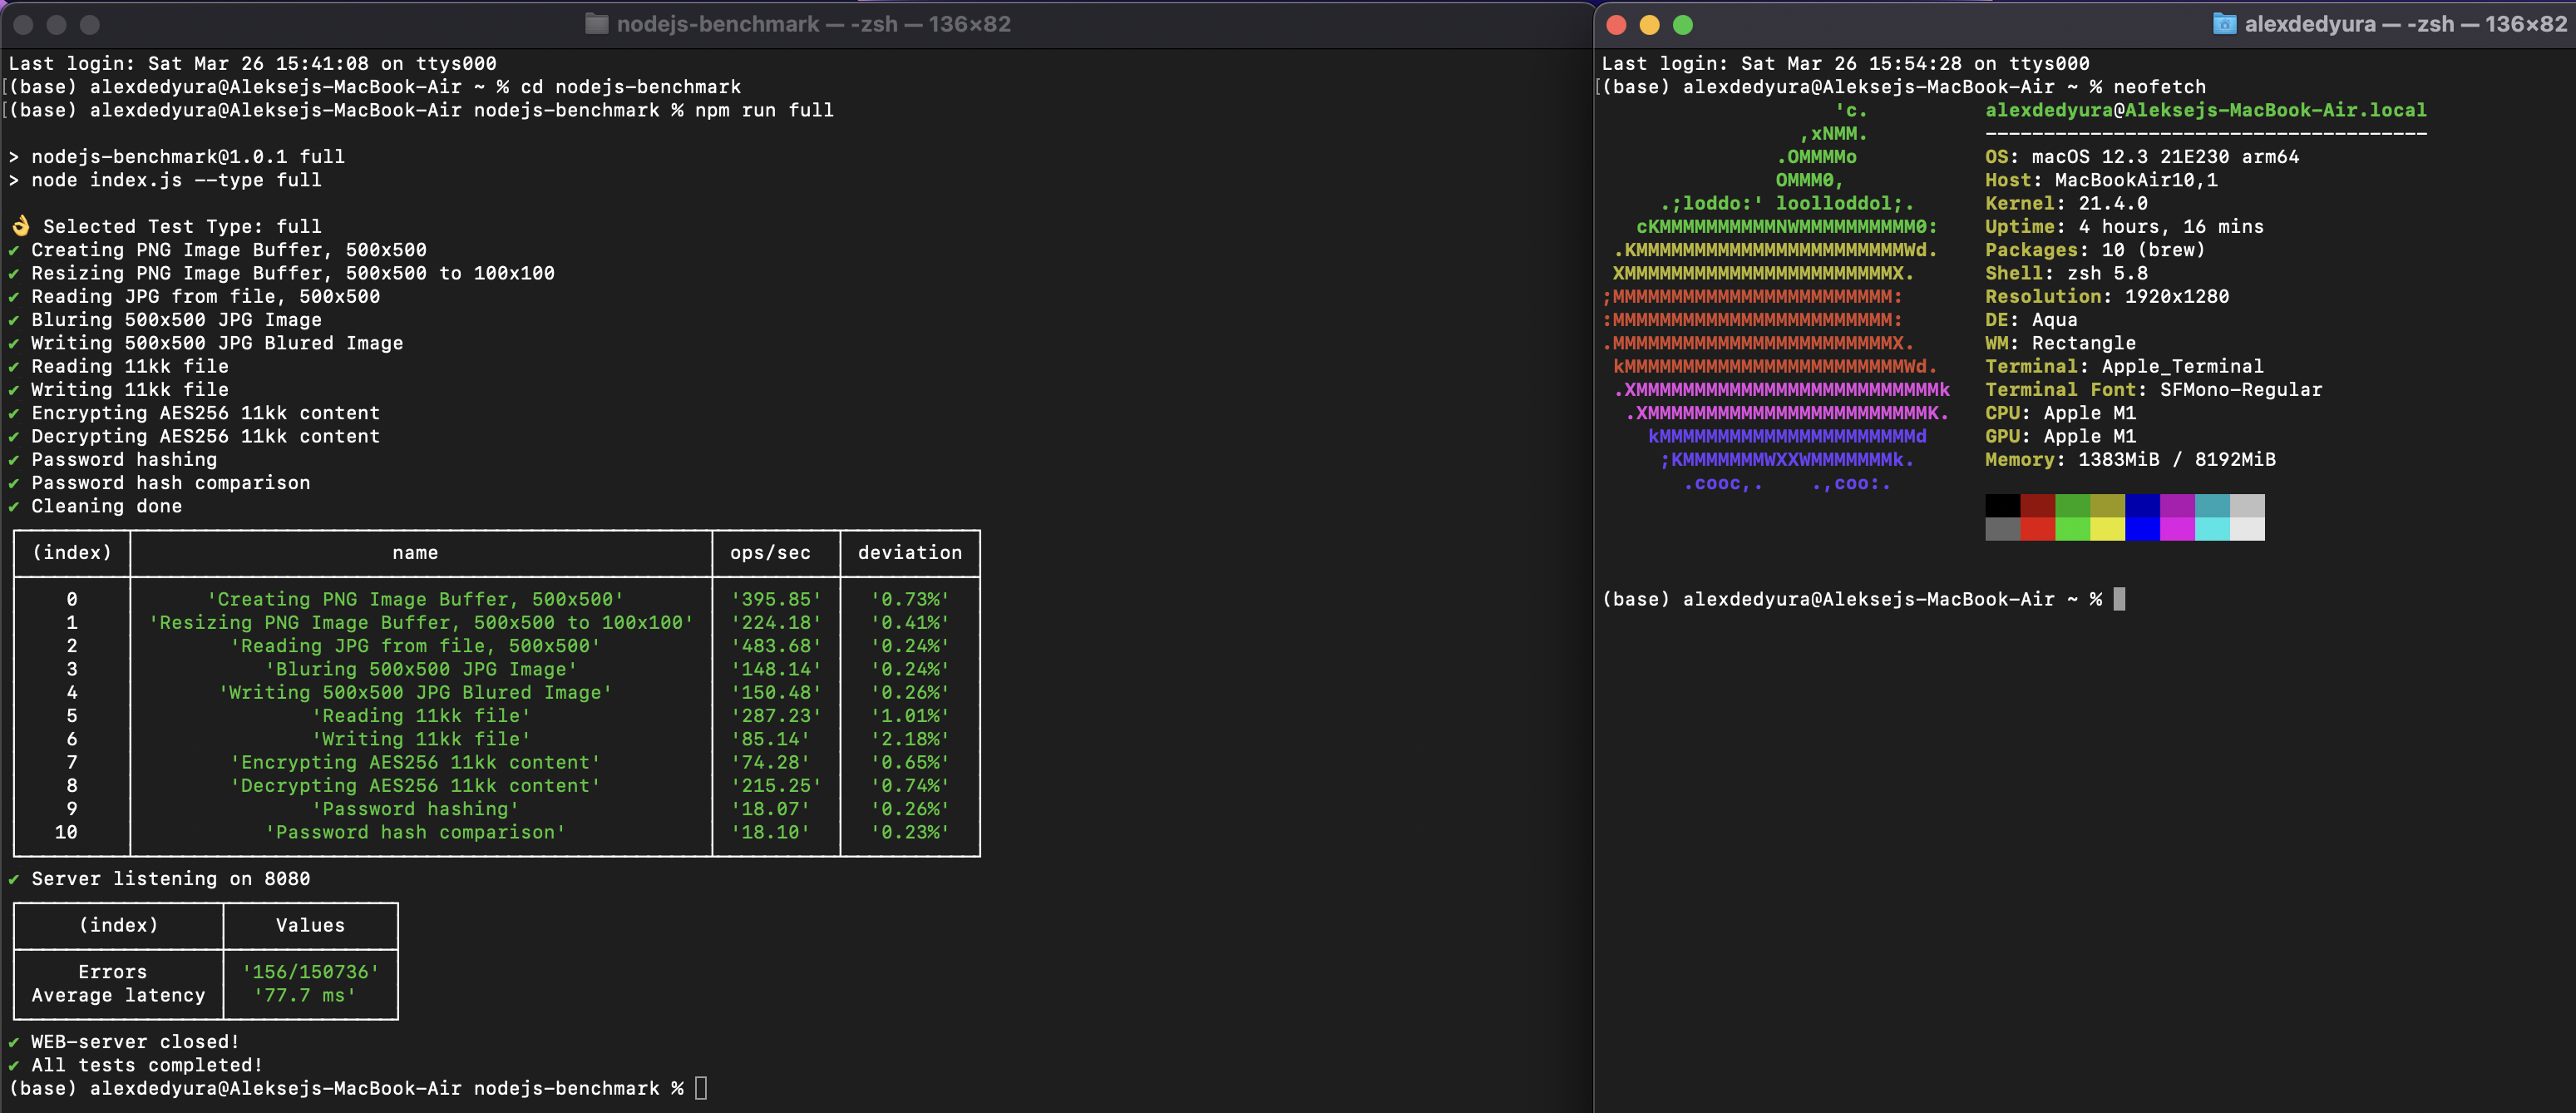 nodejs-benchmark — -zsh — 136×82
Last login: Sat Mar 26 15:41:08 on ttys000
[(base) alexdedyura@Aleksejs-MacBook-Air ~ % cd nodejs-benchmark
[(base) alexdedyura@Aleksejs-MacBook-Air nodejs-benchmark % npm run full
> nodejs-benchmark@1.0.1 full
> node index.js --type full
👌 Selected Test Type: full
✔ Creating PNG Image Buffer, 500x500
✔ Resizing PNG Image Buffer, 500x500 to 100x100
✔ Reading JPG from file, 500x500
✔ Bluring 500x500 JPG Image
✔ Writing 500x500 JPG Blured Image
✔ Reading 11kk file
✔ Writing 11kk file
✔ Encrypting AES256 11kk content
✔ Decrypting AES256 11kk content
✔ Password hashing
✔ Password hash comparison
✔ Cleaning done
(index) name ops/sec deviation
0 'Creating PNG Image Buffer, 500x500' '395.85' '0.73%'
1 'Resizing PNG Image Buffer, 500x500 to 100x100' '224.18' '0.41%'
2 'Reading JPG from file, 500x500' '483.68' '0.24%'
3 'Bluring 500x500 JPG Image' '148.14' '0.24%'
4 'Writing 500x500 JPG Blured Image' '150.48' '0.26%'
5 'Reading 11kk file' '287.23' '1.01%'
6 'Writing 11kk file' '85.14' '2.18%'
7 'Encrypting AES256 11kk content' '74.28' '0.65%'
8 'Decrypting AES256 11kk content' '215.25' '0.74%'
9 'Password hashing' '18.07' '0.26%'
10 'Password hash comparison' '18.10' '0.23%'
✔ Server listening on 8080
(index) Values
Errors '156/150736'
Average latency '77.7 ms'
✔ WEB-server closed!
✔ All tests completed!
(base) alexdedyura@Aleksejs-MacBook-Air nodejs-benchmark %
alexdedyura — -zsh — 136×82
Last login: Sat Mar 26 15:54:28 on ttys000
[(base) alexdedyura@Aleksejs-MacBook-Air ~ % neofetch
'c. alexdedyura@Aleksejs-MacBook-Air.local
,xNMM. --------------------------------------
.OMMMMo OS: macOS 12.3 21E230 arm64
OMMM0, Host: MacBookAir10,1
.;loddo:' loolloddol;. Kernel: 21.4.0
cKMMMMMMMMMMNWMMMMMMMMMM0: Uptime: 4 hours, 16 mins
.KMMMMMMMMMMMMMMMMMMMMMMMWd. Packages: 10 (brew)
XMMMMMMMMMMMMMMMMMMMMMMMX. Shell: zsh 5.8
;MMMMMMMMMMMMMMMMMMMMMMMM: Resolution: 1920x1280
:MMMMMMMMMMMMMMMMMMMMMMMM: DE: Aqua
.MMMMMMMMMMMMMMMMMMMMMMMMX. WM: Rectangle
kMMMMMMMMMMMMMMMMMMMMMMMMWd. Terminal: Apple_Terminal
.XMMMMMMMMMMMMMMMMMMMMMMMMMMk Terminal Font: SFMono-Regular
.XMMMMMMMMMMMMMMMMMMMMMMMMK. CPU: Apple M1
kMMMMMMMMMMMMMMMMMMMMMMd GPU: Apple M1
;KMMMMMMMWXXWMMMMMMMk. Memory: 1383MiB / 8192MiB
.cooc,. .,coo:.
(base) alexdedyura@Aleksejs-MacBook-Air ~ %